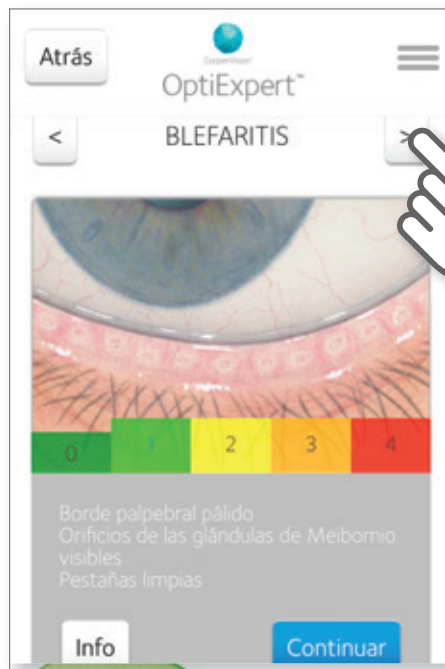 Atrás
CooperVision®
OptiExpert™
<
BLEFARITIS
>
0 1 2 3 4
Borde palpebral pálido
Orificios de las glándulas de Meibomio
visibles
Pestañas limpias
Info
Continuar